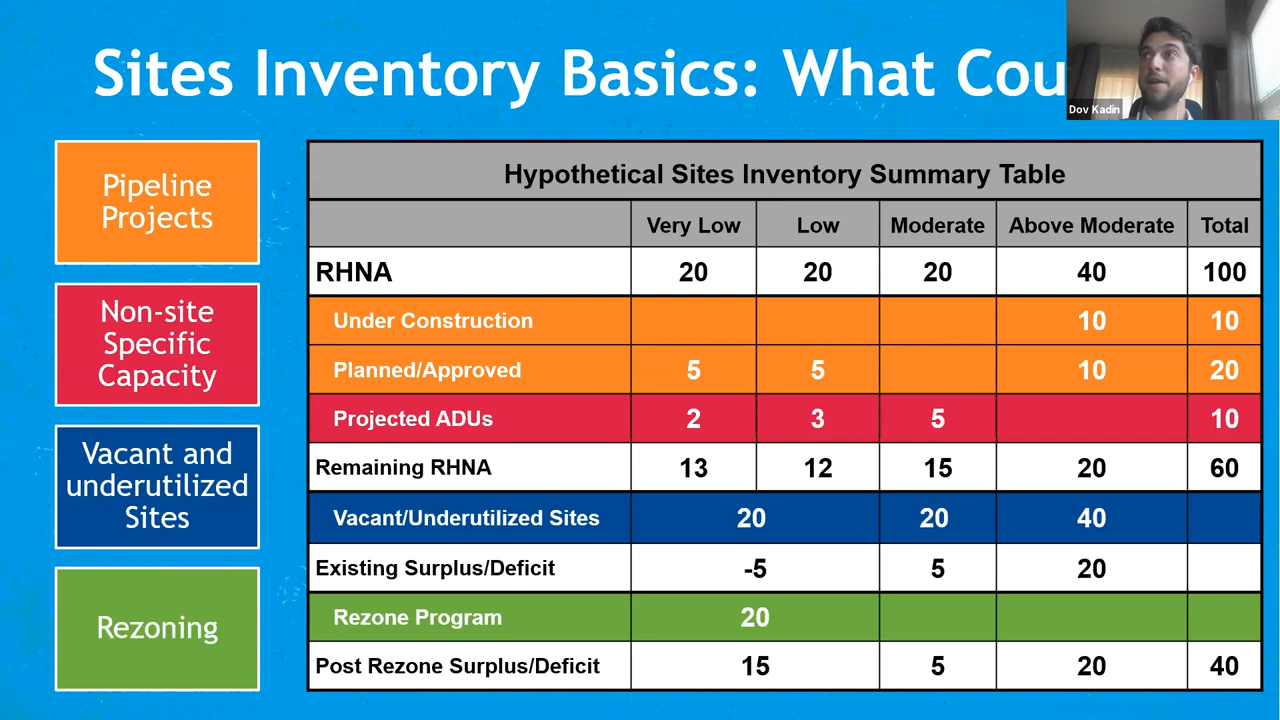 Sites Inventory Basics: What Cou
Dov Kadin
Pipeline
Projects
Non-site
Specific
Capacity
Vacant and
underutilized
Sites
Rezoning
Hypothetical Sites Inventory Summary Table
Very Low Low Moderate Above Moderate Total
RHNA 20 20 20 40 100
Under Construction 10 10
Planned/Approved 5 5 10 20
Projected ADUs 2 3 5 10
Remaining RHNA 13 12 15 20 60
Vacant/Underutilized Sites 20 20 40
Existing Surplus/Deficit -5 5 20
Rezone Program 20
Post Rezone Surplus/Deficit 15 5 20 40